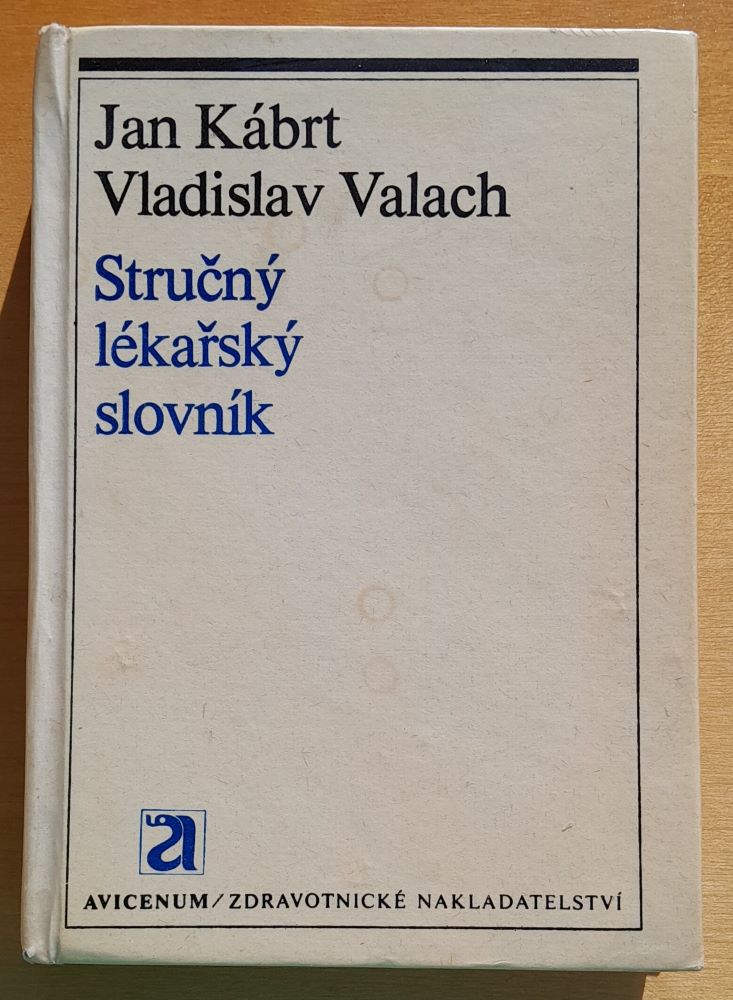 Jan Kábrt
Vladislav Valach
Stručný
lékařský
slovník
AVICENUM/ZDRAVOTNICKÉ NAKLADATELSTVÍ